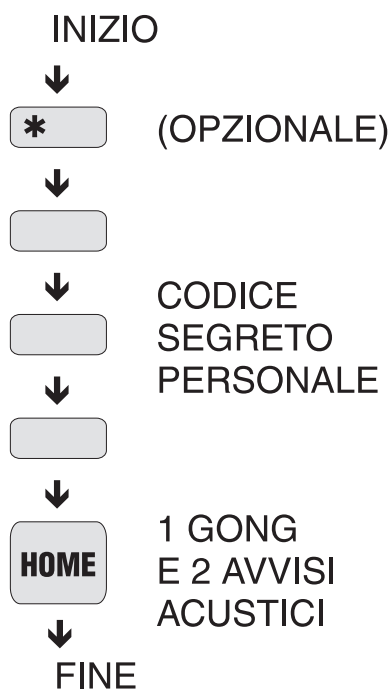 INIZIO
* (OPZIONALE)
CODICE
SEGRETO
PERSONALE
HOME
1 GONG
E 2 AVVISI
ACUSTICI
FINE